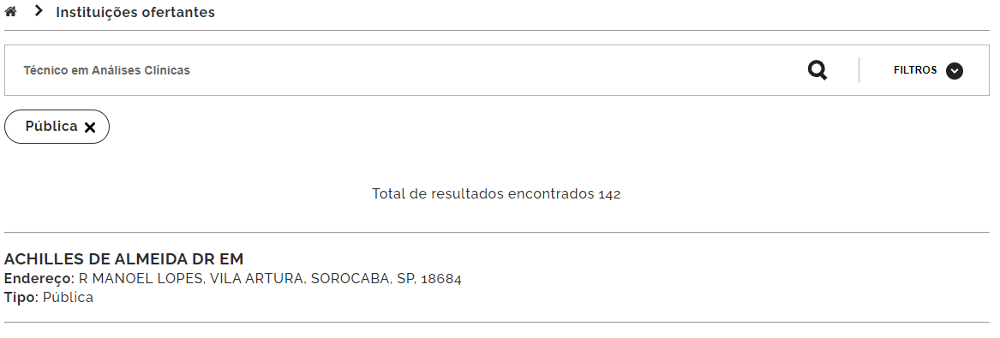 Instituições ofertantes
Técnico em Análises Clínicas
FILTROS
Pública
Total de resultados encontrados 142
ACHILLES DE ALMEIDA DR EM
Endereço: R MANOEL LOPES, VILA ARTURA, SOROCABA, SP, 18684
Tipo: Pública